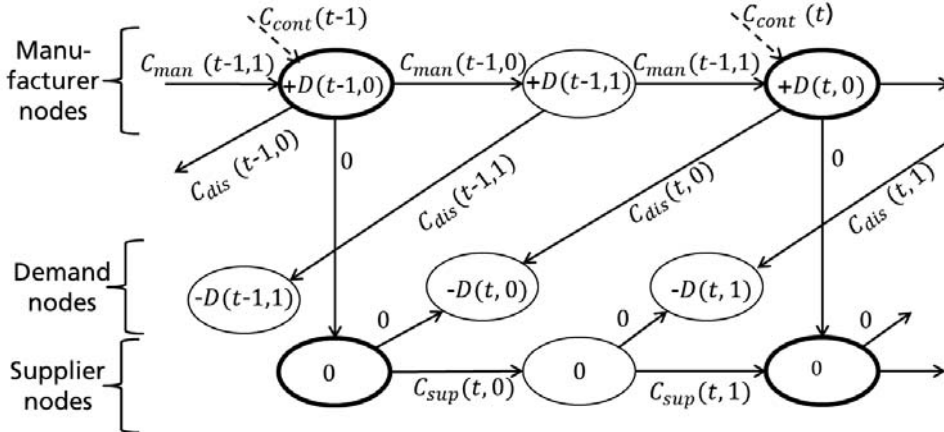 Manu-
facturer
nodes
C_cont(t-1)
C_cont (t)
C_man (t-1,1)
+D(t-1,0)
C_man(t-1,0)
+D(t-1,1)
C_man(t-1,1)
+D(t,0)
0
0
C_dis (t-1,0)
C_dis(t-1,1)
C_dis(t,0)
C_dis(t,1)
Demand
nodes
-D(t-1,1)
-D(t,0)
-D(t,1)
0
0
0
Supplier
nodes
0
C_sup(t,0)
0
C_sup(t,1)
0